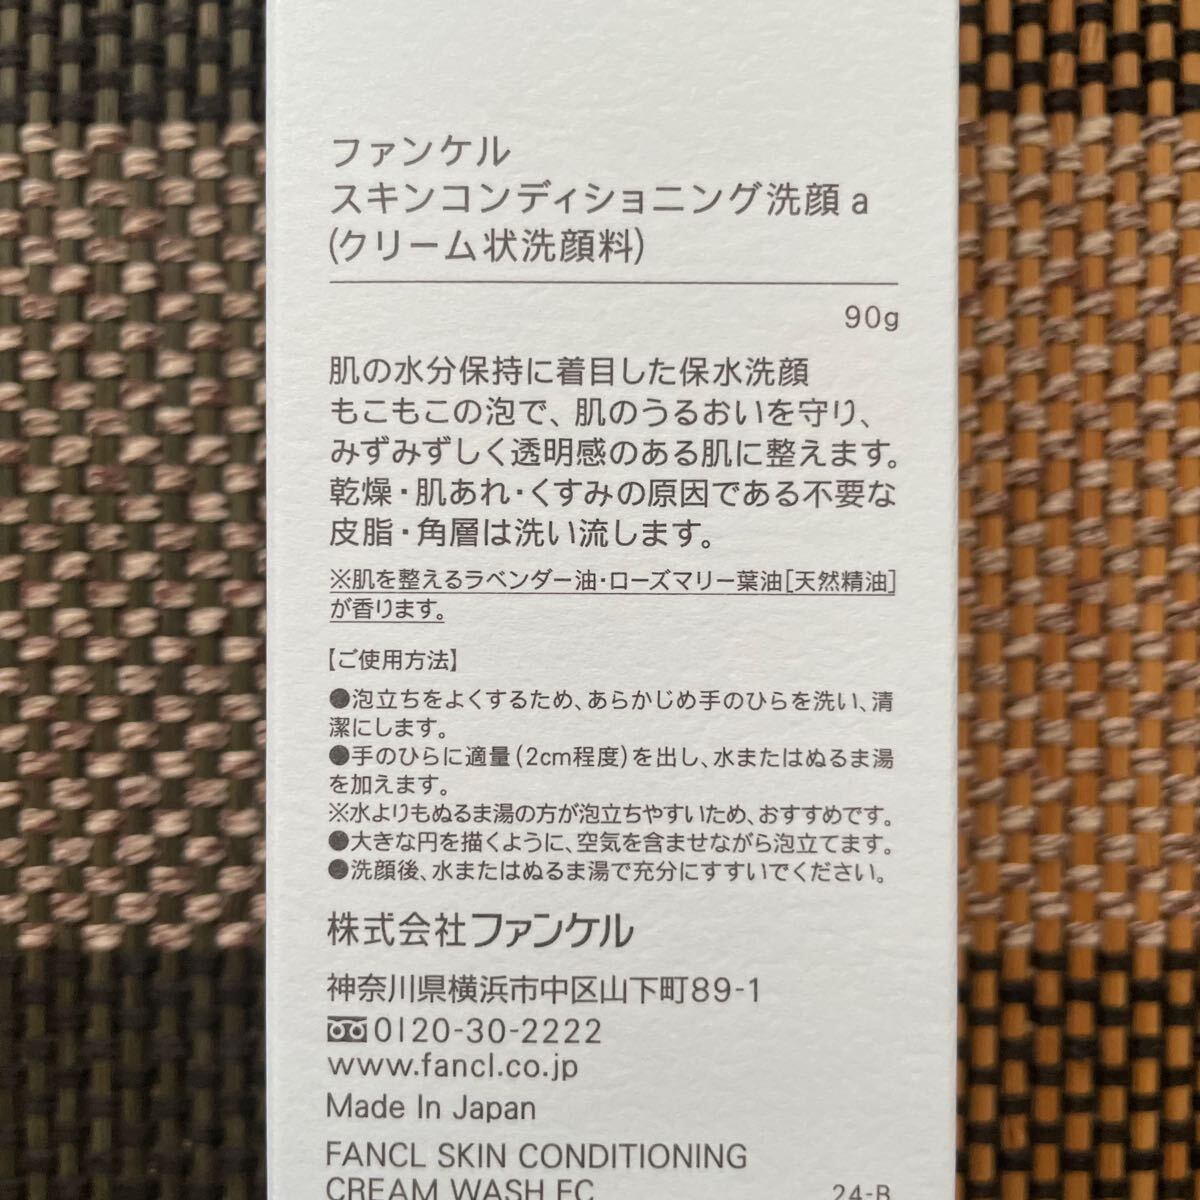 ファンケル
スキンコンディショニング洗顔 a
(クリーム状洗顔料)
90g
肌の水分保持に着目した保水洗顔
もこもこの泡で、肌のうるおいを守り、
みずみずしく透明感のある肌に整えます。
乾燥・肌あれ・くすみの原因である不要な
皮脂・角層は洗い流します。
※肌を整えるラベンダー油・ローズマリー葉油[天然精油]
が香ります。
【ご使用方法】
●泡立ちをよくするため、あらかじめ手のひらを洗い、清
潔にします。
●手のひらに適量(2cm程度)を出し、水またはぬるま湯
を加えます。
※水よりもぬるま湯の方が泡立ちやすいため、おすすめです。
●大きな円を描くように、空気を含ませながら泡立てます。
●洗顔後、水またはぬるま湯で充分にすすいでください。
株式会社ファンケル
神奈川県横浜市中区山下町89-1
0120-30-2222
www.fancl.co.jp
Made In Japan
FANCL SKIN CONDITIONING
CREAM WASH FC 24-B